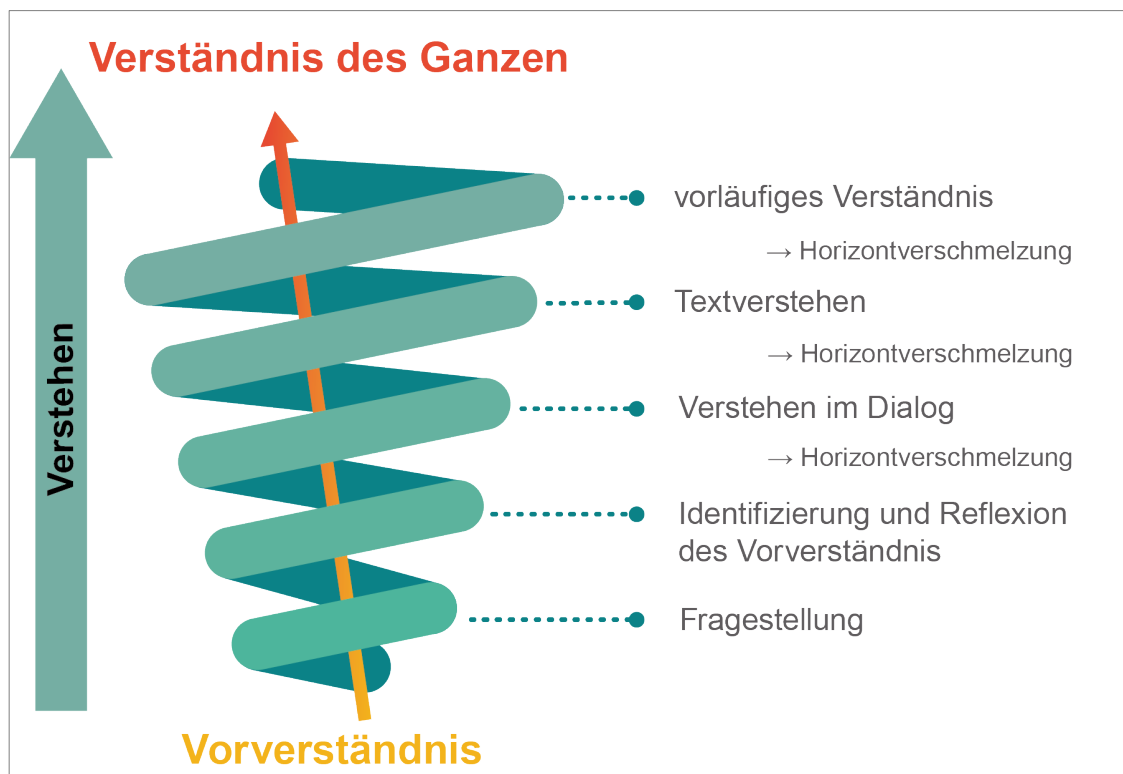 Verständnis des Ganzen
Verstehen
vorläufiges Verständnis
→ Horizontverschmelzung
Textverstehen
→ Horizontverschmelzung
Verstehen im Dialog
→ Horizontverschmelzung
Identifizierung und Reflexion
des Vorverständnis
Fragestellung
Vorverständnis